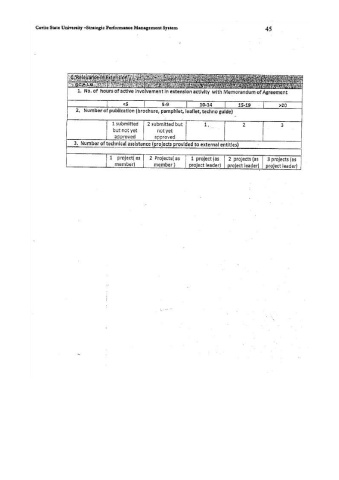 Cavite State University -Strategic Performance Management System 45
C. Relevance to Extension
1. No. of hours of active involvement in extension activity with Memorandum of Agreement
<5 5-9 10-14 15-19 >20
2. Number of publication (brochure, pamphlet, leaflet, techno guide)
1 submitted 2 submitted but 1 2 3
but not yet not yet
approved approved
3. Number of technical assistance (projects provided to external entities)
1 project( as 2 Projects( as 1 project (as 2 projects (as 3 projects (as
member) member ) project leader) project leader) project leader)